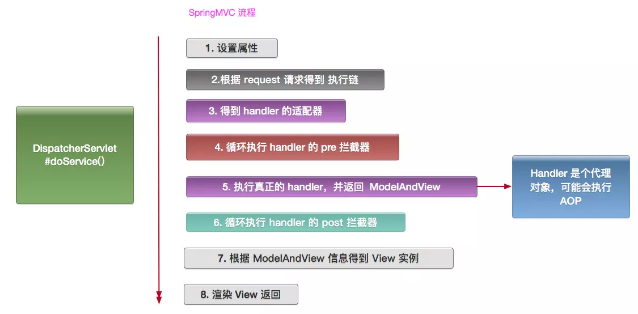 SpringMVC 流程
1. 设置属性
2.根据 request 请求得到 执行链
3. 得到 handler 的适配器
4. 循环执行 handler 的 pre 拦截器
DispatcherServlet
#doService()
5. 执行真正的 handler，并返回 ModelAndView
Handler 是个代理
对象，可能会执行
AOP
6. 循环执行 handler 的 post 拦截器
7. 根据 ModelAndView 信息得到 View 实例
8. 渲染 View 返回